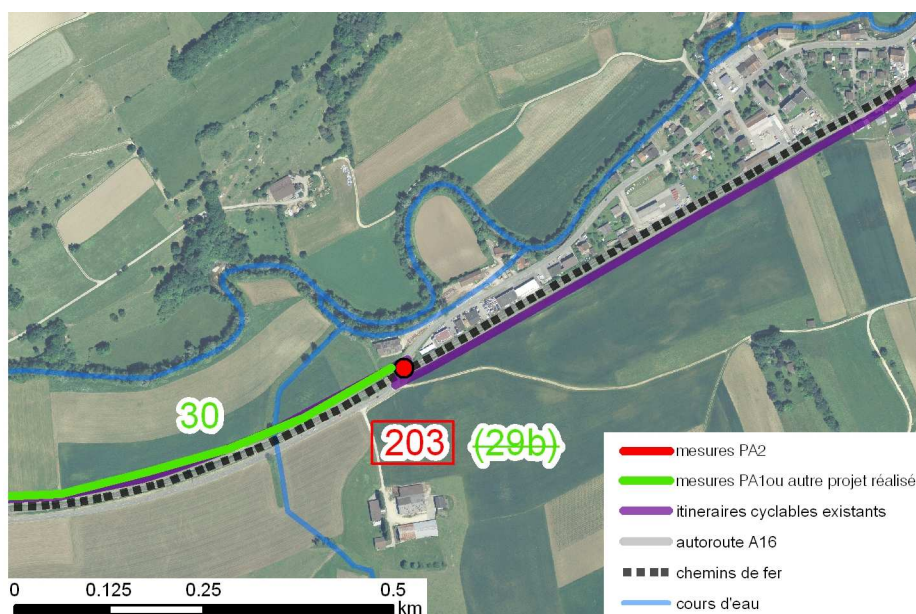 30
203 (29b)
mesures PA2
mesures PA1ou autre projet réalisé
itineraires cyclables existants
autoroute A16
chemins de fer
cours d'eau
0 0.125 0.25 0.5
km